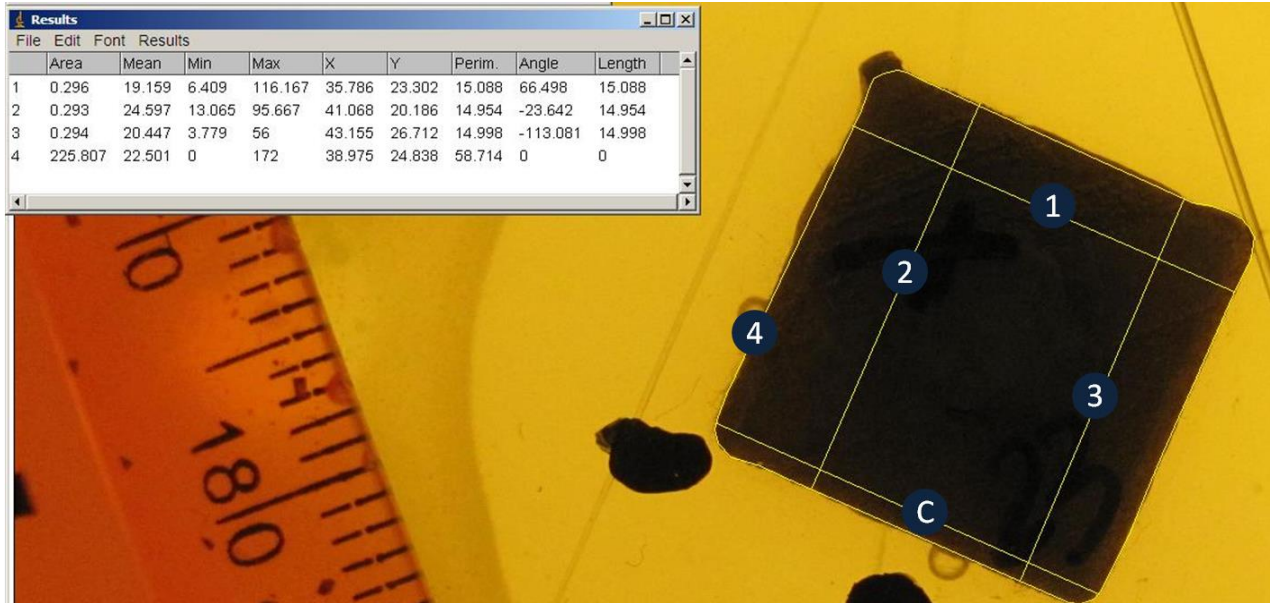 Results
File Edit Font Results
Area Mean Min Max X Y Perim. Angle Length
1 0.296 19.159 6.409 116.167 35.786 23.302 15.088 66.498 15.088
2 0.293 24.597 13.065 95.667 41.068 20.186 14.954 -23.642 14.954
3 0.294 20.447 3.779 56 43.155 26.712 14.998 -113.081 14.998
4 225.807 22.501 0 172 38.975 24.838 58.714 0 0
1
2
4
3
C
180
23